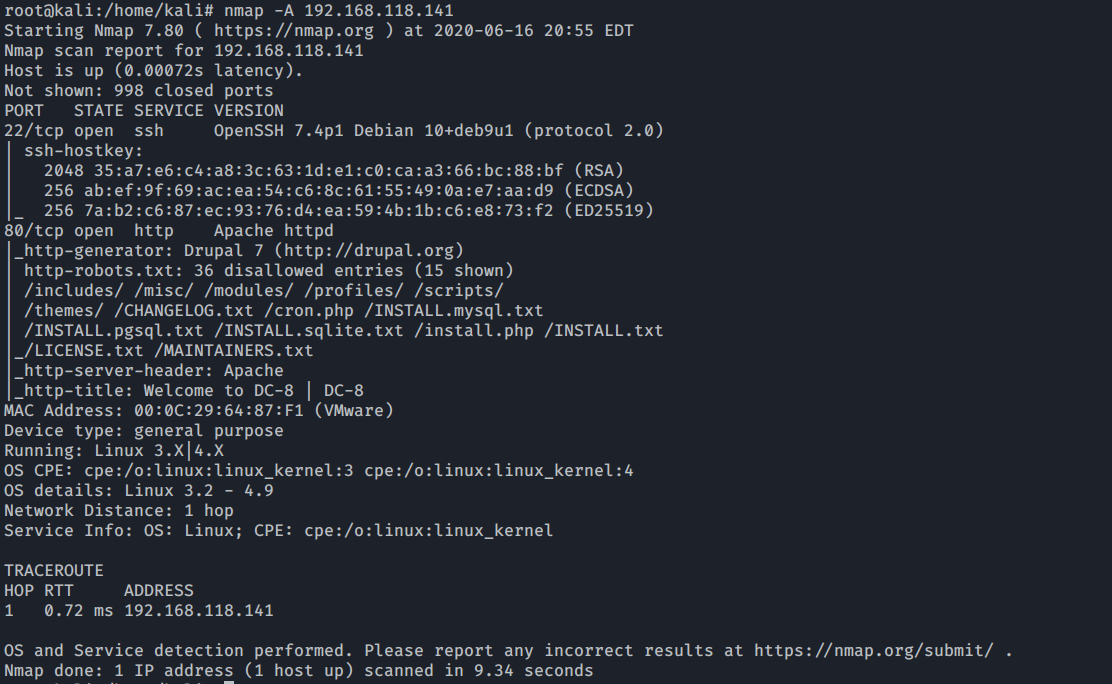 root@kali:/home/kali# nmap -A 192.168.118.141
Starting Nmap 7.80 ( https://nmap.org ) at 2020-06-16 20:55 EDT
Nmap scan report for 192.168.118.141
Host is up (0.00072s latency).
Not shown: 998 closed ports
PORT   STATE SERVICE VERSION
22/tcp open  ssh     OpenSSH 7.4p1 Debian 10+deb9u1 (protocol 2.0)
| ssh-hostkey:
|   2048 35:a7:e6:c4:a8:3c:63:1d:e1:c0:ca:a3:66:bc:88:bf (RSA)
|   256 ab:ef:9f:69:ac:ea:54:c6:8c:61:55:49:0a:e7:aa:d9 (ECDSA)
|_  256 7a:b2:c6:87:ec:93:76:d4:ea:59:4b:1b:c6:e8:73:f2 (ED25519)
80/tcp open  http    Apache httpd
|_http-generator: Drupal 7 (http://drupal.org)
| http-robots.txt: 36 disallowed entries (15 shown)
| /includes/ /misc/ /modules/ /profiles/ /scripts/
| /themes/ /CHANGELOG.txt /cron.php /INSTALL.mysql.txt
| /INSTALL.pgsql.txt /INSTALL.sqlite.txt /install.php /INSTALL.txt
|_/LICENSE.txt /MAINTAINERS.txt
|_http-server-header: Apache
|_http-title: Welcome to DC-8 | DC-8
MAC Address: 00:0C:29:64:87:F1 (VMware)
Device type: general purpose
Running: Linux 3.X|4.X
OS CPE: cpe:/o:linux:linux_kernel:3 cpe:/o:linux:linux_kernel:4
OS details: Linux 3.2 - 4.9
Network Distance: 1 hop
Service Info: OS: Linux; CPE: cpe:/o:linux:linux_kernel
TRACEROUTE
HOP RTT     ADDRESS
1   0.72 ms 192.168.118.141
OS and Service detection performed. Please report any incorrect results at https://nmap.org/submit/ .
Nmap done: 1 IP address (1 host up) scanned in 9.34 seconds